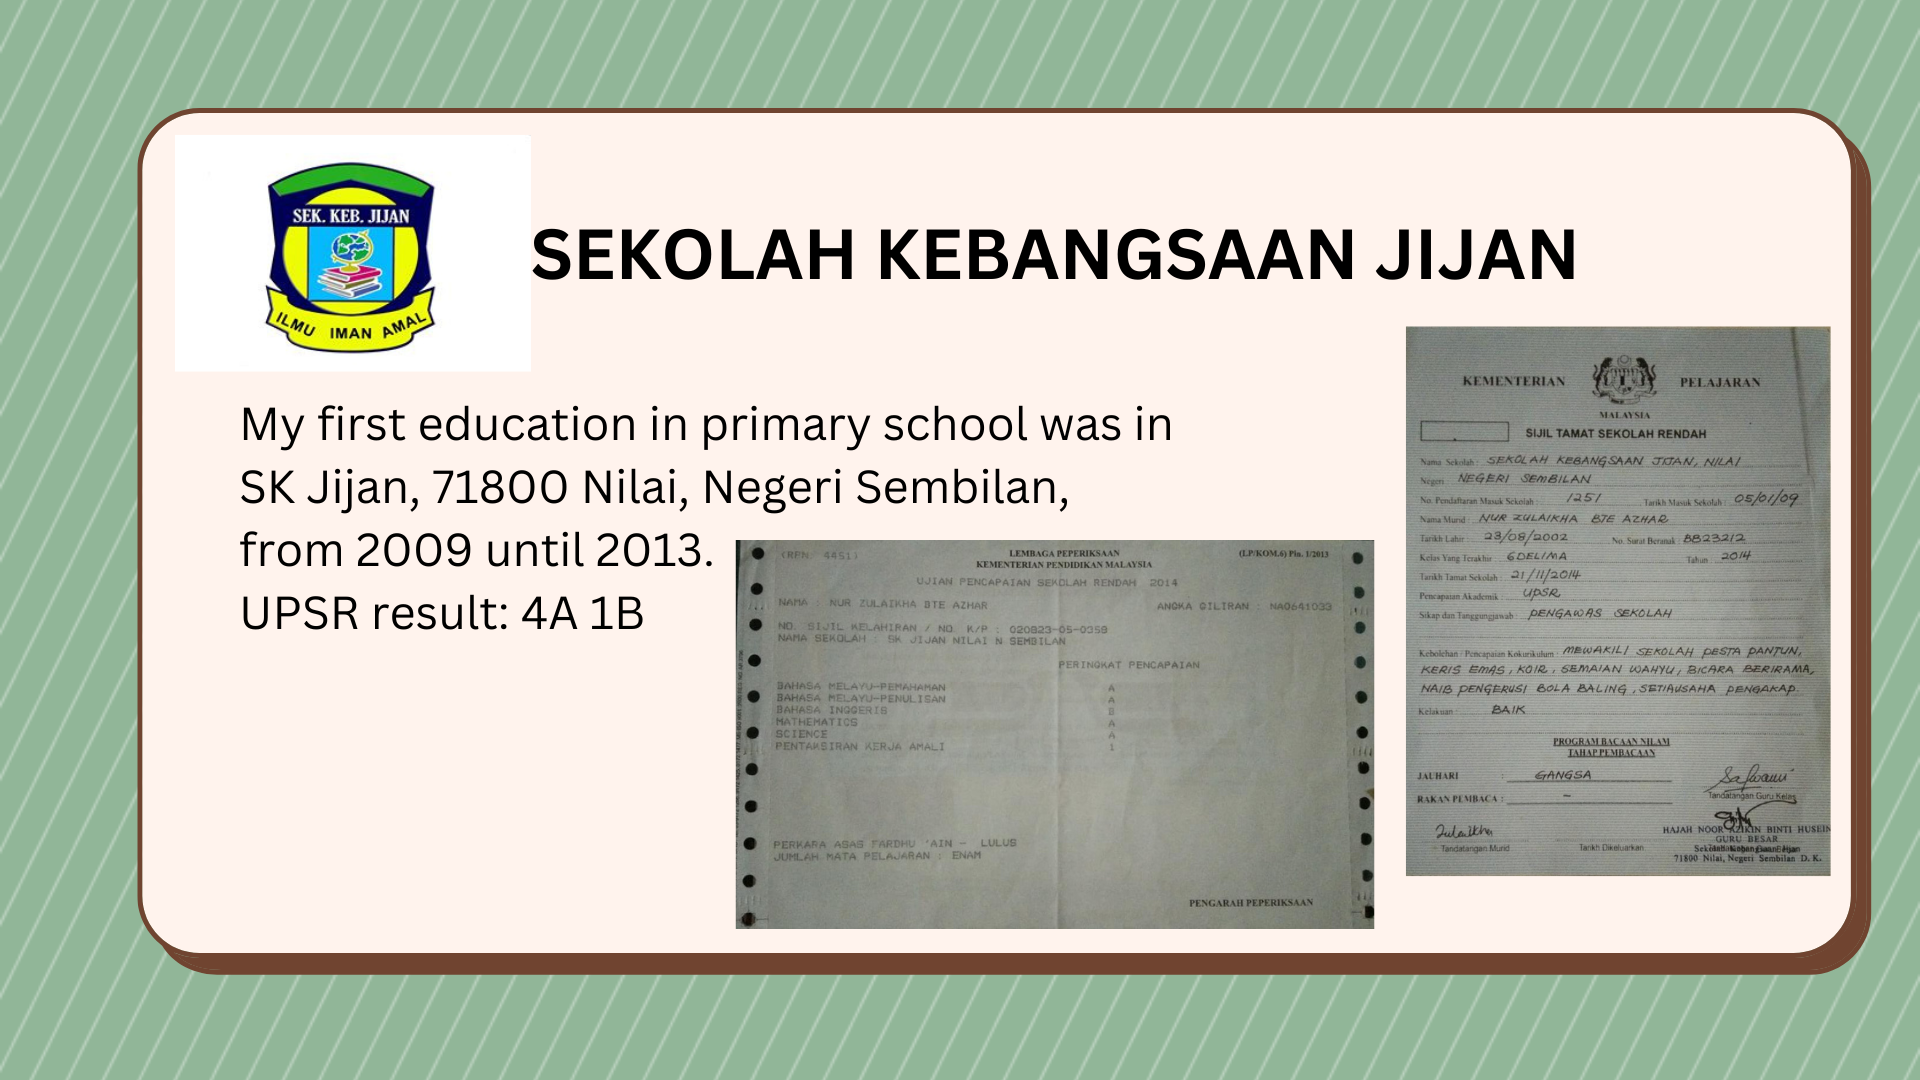 SEK. KEB. JIJAN
ILMU IMAN AMAL
SEKOLAH KEBANGSAAN JIJAN
My first education in primary school was in
SK Jijan, 71800 Nilai, Negeri Sembilan,
from 2009 until 2013.
UPSR result: 4A 1B
(RPN 4451)
LEMBAGA PEPERIKSAAN
(LP/KOM.6) Pin. 1/2013
KEMENTERIAN PENDIDIKAN MALAYSIA
UJIAN PENCAPAIAN SEKOLAH RENDAH 2014
NAMA : NUR ZULAIKHA BTE AZHAR
ANGKA GILIRAN : NA0641033
NO. SIJIL KELAHIRAN / NO. K/P : 020823-05-0358
NAMA SEKOLAH : SK JIJAN NILAI N SEMBILAN
PERINGKAT PENCAPAIAN
BAHASA MELAYU-PEMAHAMAN A
BAHASA MELAYU-PENULISAN A
BAHASA INGGERIS B
MATHEMATICS A
SCIENCE A
PENTAKSIRAN KERJA AMALI 1
PERKARA ASAS FARDHU 'AIN - LULUS
JUMLAH MATA PELAJARAN : ENAM
PENGARAH PEPERIKSAAN
KEMENTERIAN PELAJARAN
MALAYSIA
SIJIL TAMAT SEKOLAH RENDAH
Nama Sekolah : SEKOLAH KEBANGSAAN JIJAN, NILAI
Negeri NEGERI SEMBILAN
No. Pendaftaran Masuk Sekolah : 1251 Tarikh Masuk Sekolah : 05/01/09
Nama Murid : NUR ZULAIKHA BTE AZHAR
Tarikh Lahir : 23/08/2002 No. Surat Beranak : BB23212
Kelas Yang Terakhir : 6DELIMA Tahun 2014
Tarikh Tamat Sekolah : 21/11/2014
Pencapaian Akademik : UPSR
Sikap dan Tanggungjawab : PENGAWAS SEKOLAH
Kebolehan / Pencapaian Kokurikulum : MEWAKILI SEKOLAH PESTA PANTUN,
KERIS EMAS, KOIR, SEMAIAN WAHYU, BICARA BERIRAMA,
NAIB PENGERUSI BOLA BALING, SETIAUSAHA PENGAKAP.
Kelakuan : BAIK
PROGRAM BACAAN NILAM
TAHAP PEMBACAAN
JAUHARI : GANGSA
RAKAN PEMBACA : –
Tandatangan Guru Kelas
Zulaikha
Tandatangan Murid
Tarikh Dikeluarkan
HAJAH NOOR AZIKIN BINTI HUSEIN
GURU BESAR
71800 Nilai, Negeri Sembilan D. K.